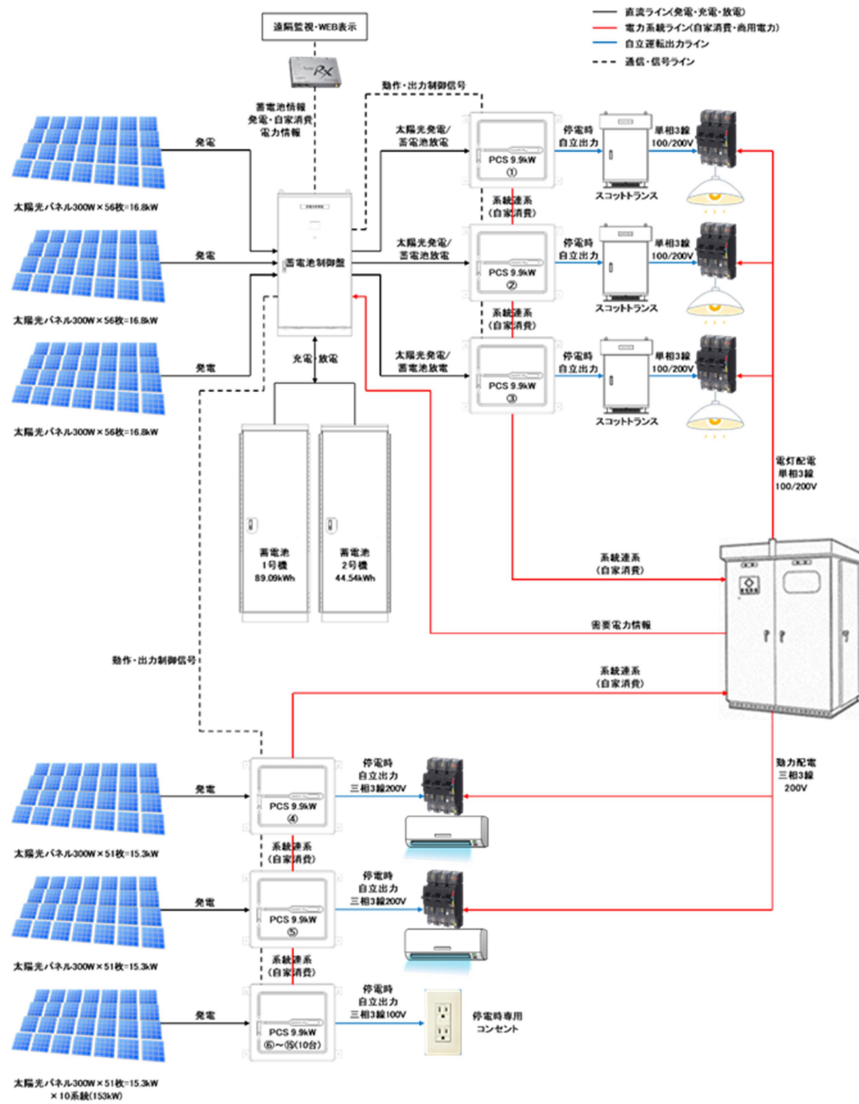 直流ライン(発電・充電・放電)
電力系統ライン(自家消費・商用電力)
自立運転出力ライン
通信・信号ライン
遠隔監視・WEB表示
RX
蓄電池情報
発電・自家消費
電力情報
動作・出力制御信号
発電
太陽光パネル300W×56枚=16.8kW
発電
太陽光パネル300W×56枚=16.8kW
発電
太陽光パネル300W×56枚=16.8kW
蓄電池制御盤
太陽光発電/
蓄電池放電
太陽光発電/
蓄電池放電
太陽光発電/
蓄電池放電
PCS 9.9kW
①
系統連系
(自家消費)
PCS 9.9kW
②
系統連系
(自家消費)
PCS 9.9kW
③
停電時
自立出力
スコットトランス
単相3線
100/200V
停電時
自立出力
スコットトランス
単相3線
100/200V
停電時
自立出力
スコットトランス
単相3線
100/200V
充電・放電
蓄電池
1号機
89.09kWh
蓄電池
2号機
44.54kWh
電灯配電
単相3線
100/200V
系統連系
(自家消費)
需要電力情報
系統連系
(自家消費)
動作・出力制御信号
動力配電
三相3線
200V
発電
太陽光パネル300W×51枚=15.3kW
PCS 9.9kW
④
停電時
自立出力
三相3線200V
系統連系
(自家消費)
発電
太陽光パネル300W×51枚=15.3kW
PCS 9.9kW
⑤
停電時
自立出力
三相3線200V
系統連系
(自家消費)
発電
太陽光パネル300W×51枚=15.3kW
×10系統(153kW)
PCS 9.9kW
⑥～⑮(10台)
停電時
自立出力
三相3線100V
停電時専用
コンセント